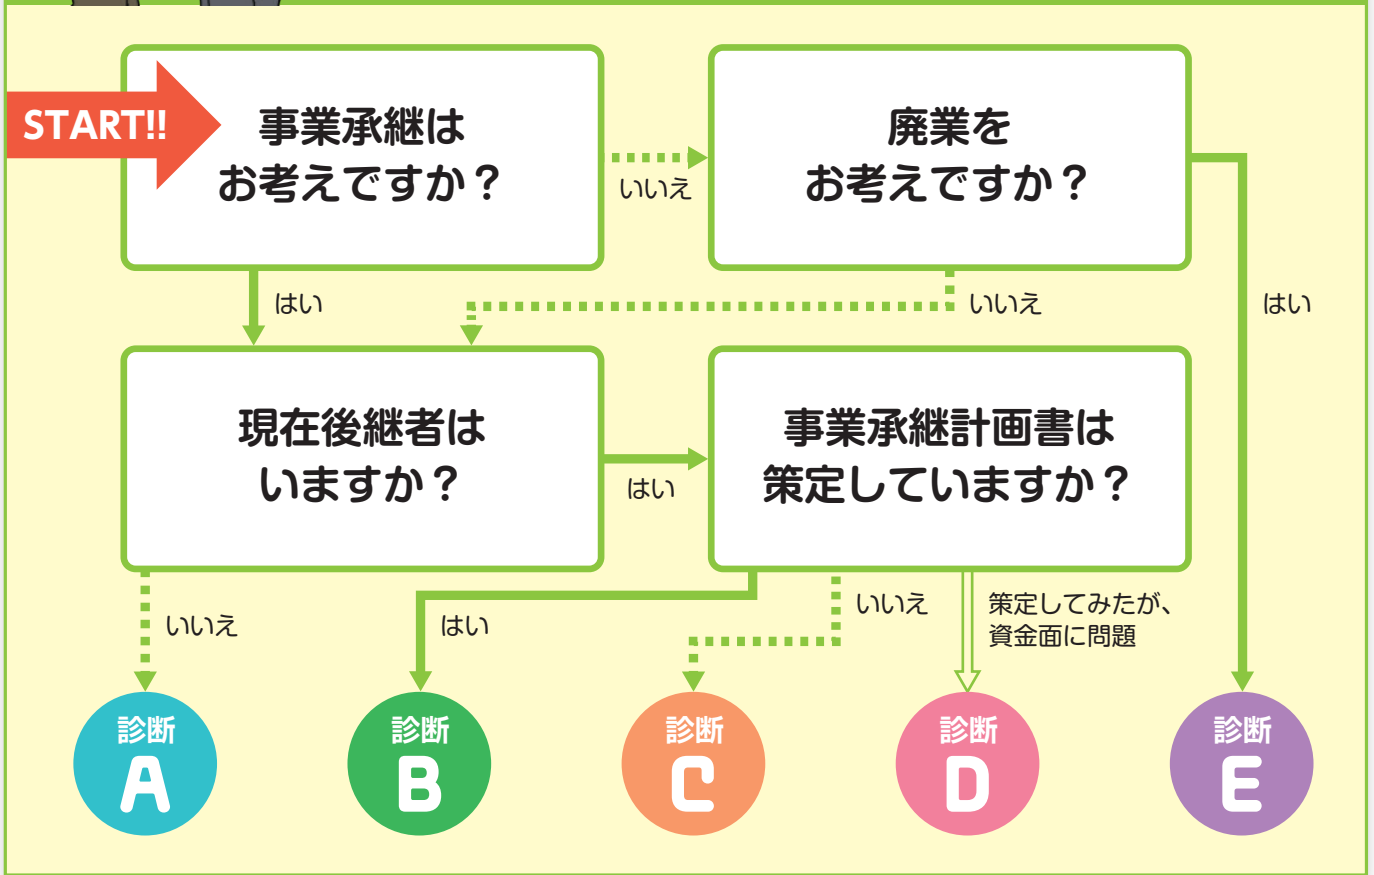 START!!
事業承継は
お考えですか？
いいえ
廃業を
お考えですか？
はい
いいえ
はい
現在後継者は
いますか？
はい
事業承継計画書は
策定していますか？
いいえ
はい
いいえ
策定してみたが、
資金面に問題
診断
A
診断
B
診断
C
診断
D
診断
E